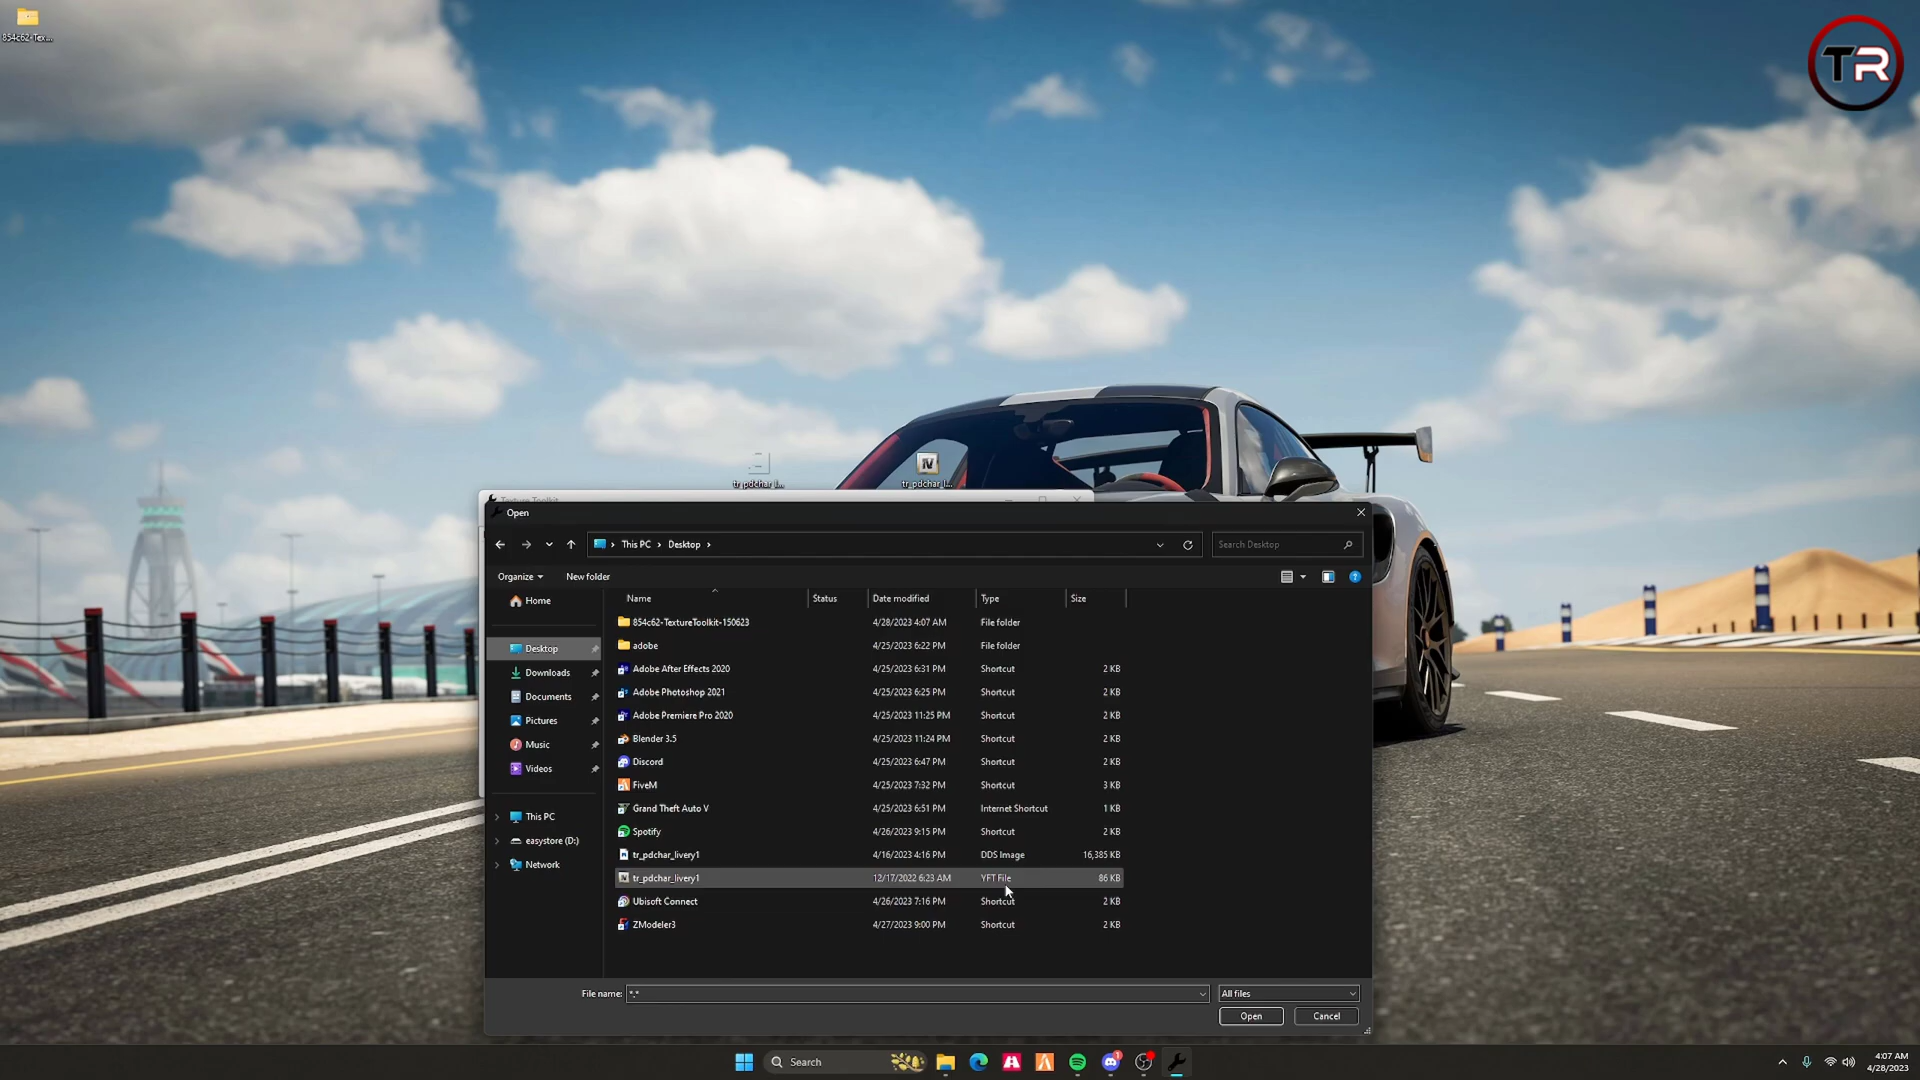 854c62-Tex...
TR
tr_pdchar_l...
tr_pdchar_l...
IV
Texture Toolkit
Open
This PC > Desktop >
Search Desktop
Organize
New folder
Name
Status
Date modified
Type
Size
Home
Desktop
Downloads
Documents
Pictures
Music
Videos
This PC
easystore (D:)
Network
854c62-TextureToolkit-150623 4/28/2023 4:07 AM File folder
adobe 4/25/2023 6:22 PM File folder
Adobe After Effects 2020 4/25/2023 6:31 PM Shortcut 2 KB
Adobe Photoshop 2021 4/25/2023 6:25 PM Shortcut 2 KB
Adobe Premiere Pro 2020 4/25/2023 11:25 PM Shortcut 2 KB
Blender 3.5 4/25/2023 11:24 PM Shortcut 2 KB
Discord 4/25/2023 6:47 PM Shortcut 2 KB
FiveM 4/25/2023 7:32 PM Shortcut 3 KB
Grand Theft Auto V 4/25/2023 6:51 PM Internet Shortcut 1 KB
Spotify 4/26/2023 9:15 PM Shortcut 2 KB
tr_pdchar_livery1 4/16/2023 4:16 PM DDS Image 16,385 KB
tr_pdchar_livery1 12/17/2022 6:23 AM YFT File 86 KB
Ubisoft Connect 4/26/2023 7:16 PM Shortcut 2 KB
ZModeler3 4/27/2023 9:00 PM Shortcut 2 KB
File name: *.*
All files
Open
Cancel
Search
1
4:07 AM
4/28/2023